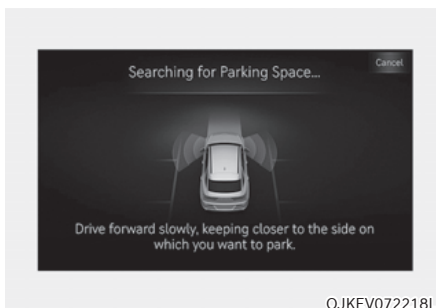 Cancel
Searching for Parking Space...
Drive forward slowly, keeping closer to the side on
which you want to park.
OJKEV072218L